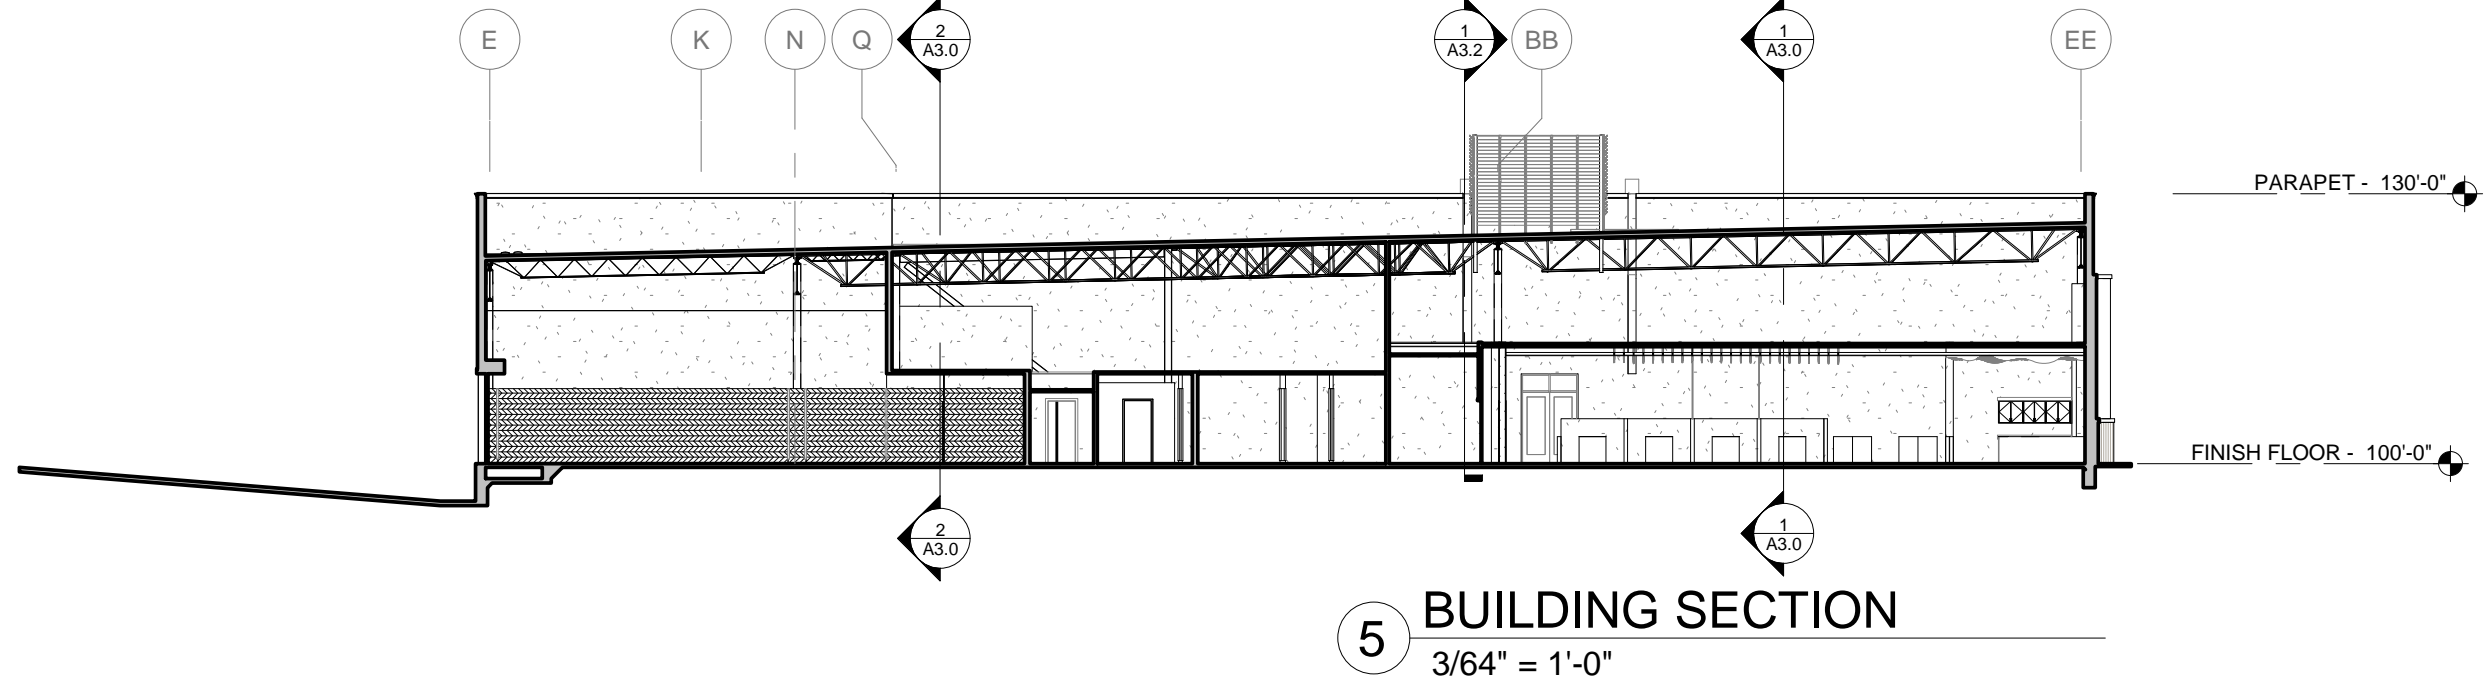 E
K
N
Q
2
A3.0
1
A3.2
BB
1
A3.0
EE
PARAPET - 130'-0"
FINISH FLOOR - 100'-0"
2
A3.0
1
A3.0
5
BUILDING SECTION
3/64" = 1'-0"